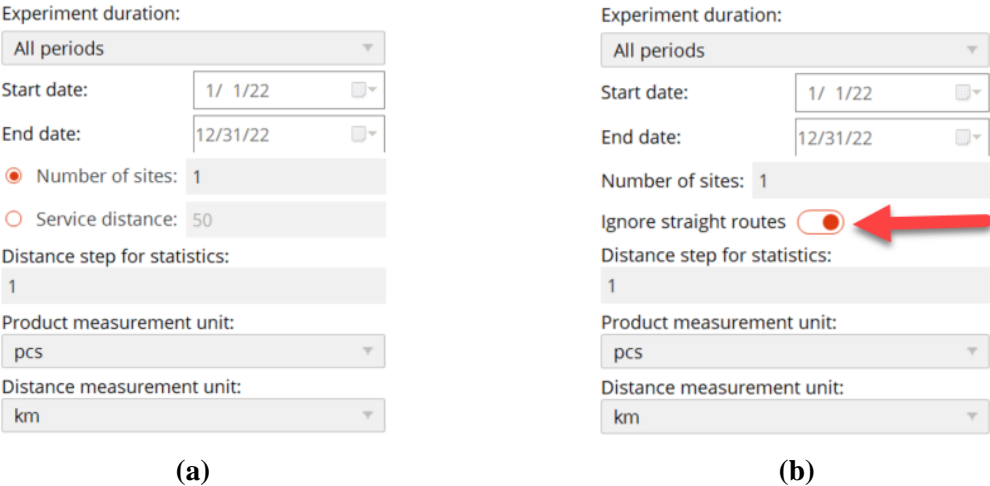 Experiment duration:
All periods
Start date: 1/ 1/22
End date: 12/31/22
Number of sites: 1
Service distance: 50
Distance step for statistics:
1
Product measurement unit:
pcs
Distance measurement unit:
km
(a)
Experiment duration:
All periods
Start date: 1/ 1/22
End date: 12/31/22
Number of sites: 1
Ignore straight routes
Distance step for statistics:
1
Product measurement unit:
pcs
Distance measurement unit:
km
(b)